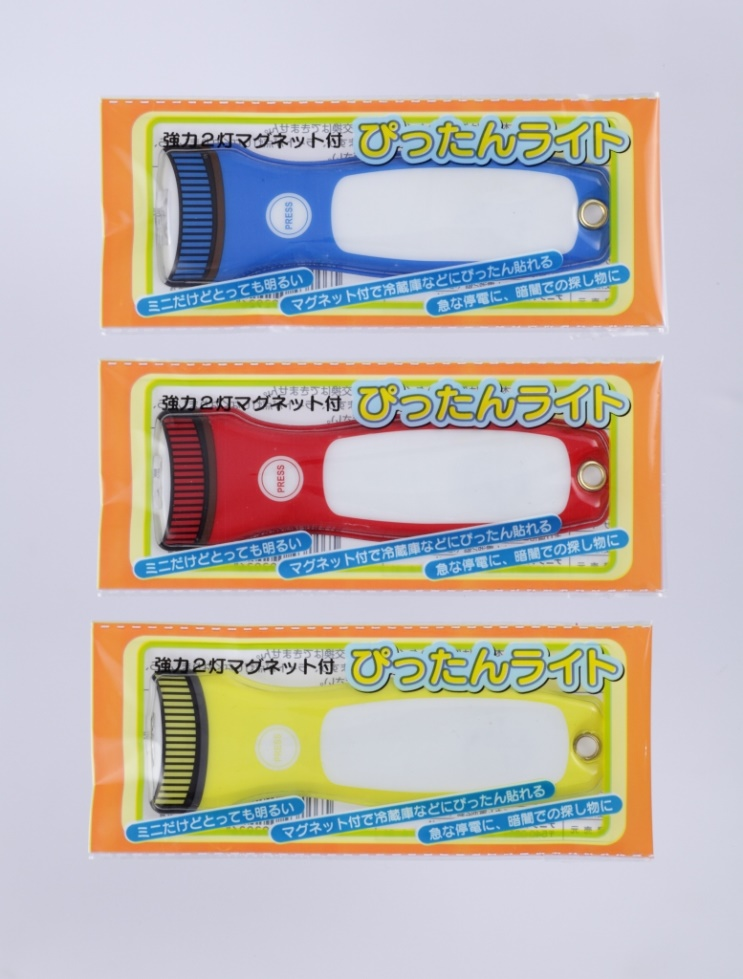 強力2灯マグネット付 ぴったんライト
PRESS
ミニだけどとっても明るい
マグネット付で冷蔵庫などにぴったん貼れる
急な停電に、暗闇での探し物に
強力2灯マグネット付 ぴったんライト
PRESS
ミニだけどとっても明るい
マグネット付で冷蔵庫などにぴったん貼れる
急な停電に、暗闇での探し物に
強力2灯マグネット付 ぴったんライト
ミニだけどとっても明るい
マグネット付で冷蔵庫などにぴったん貼れる
急な停電に、暗闇での探し物に